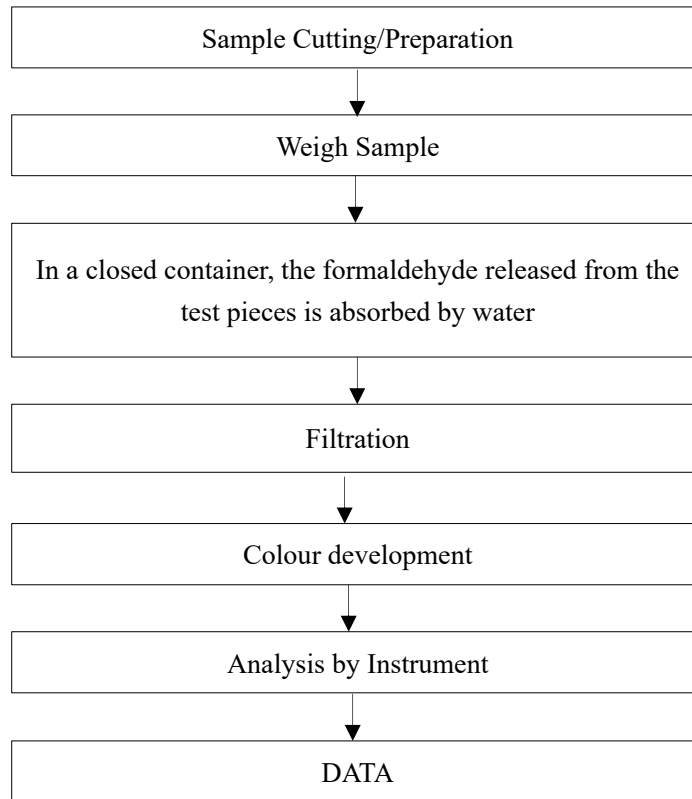 Sample Cutting/Preparation
Weigh Sample
In a closed container, the formaldehyde released from the
test pieces is absorbed by water
Filtration
Colour development
Analysis by Instrument
DATA